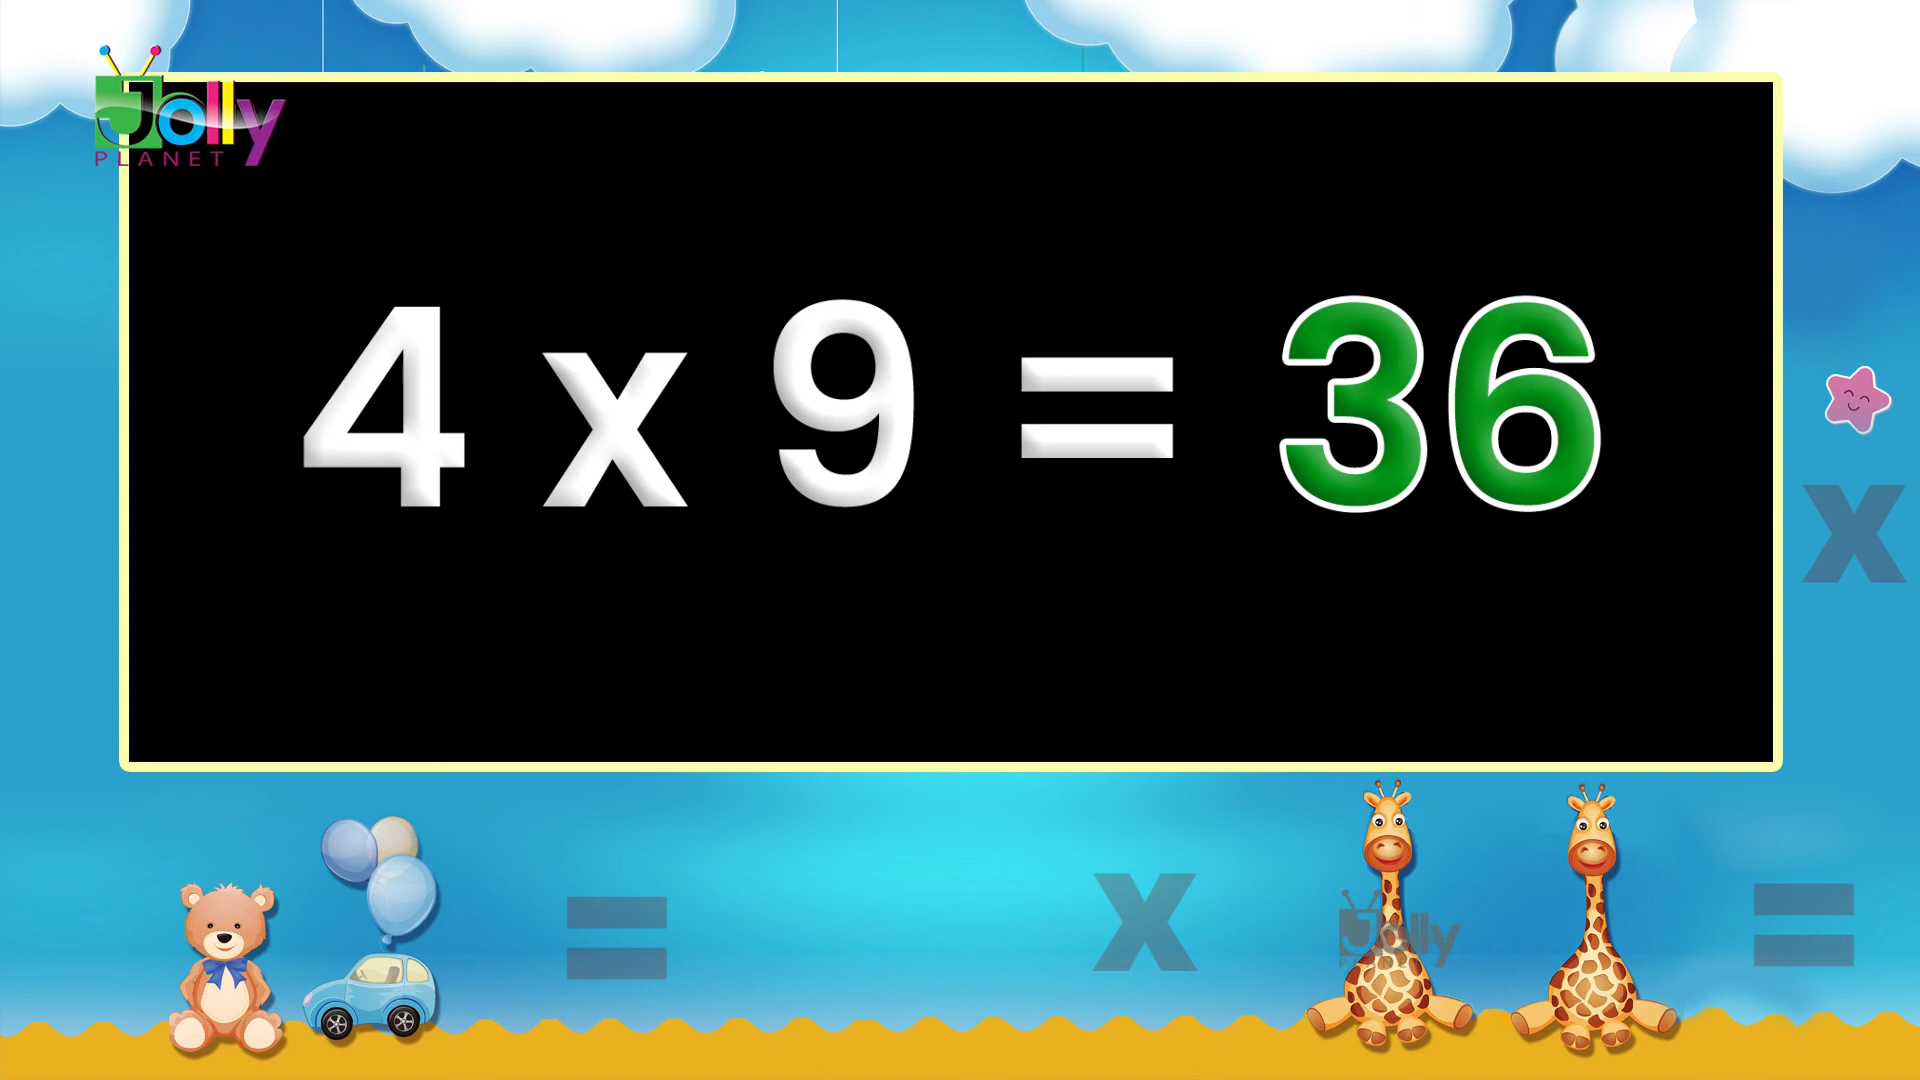 Jolly
PLANET
4 x 9 = 36
x
= x Jolly =